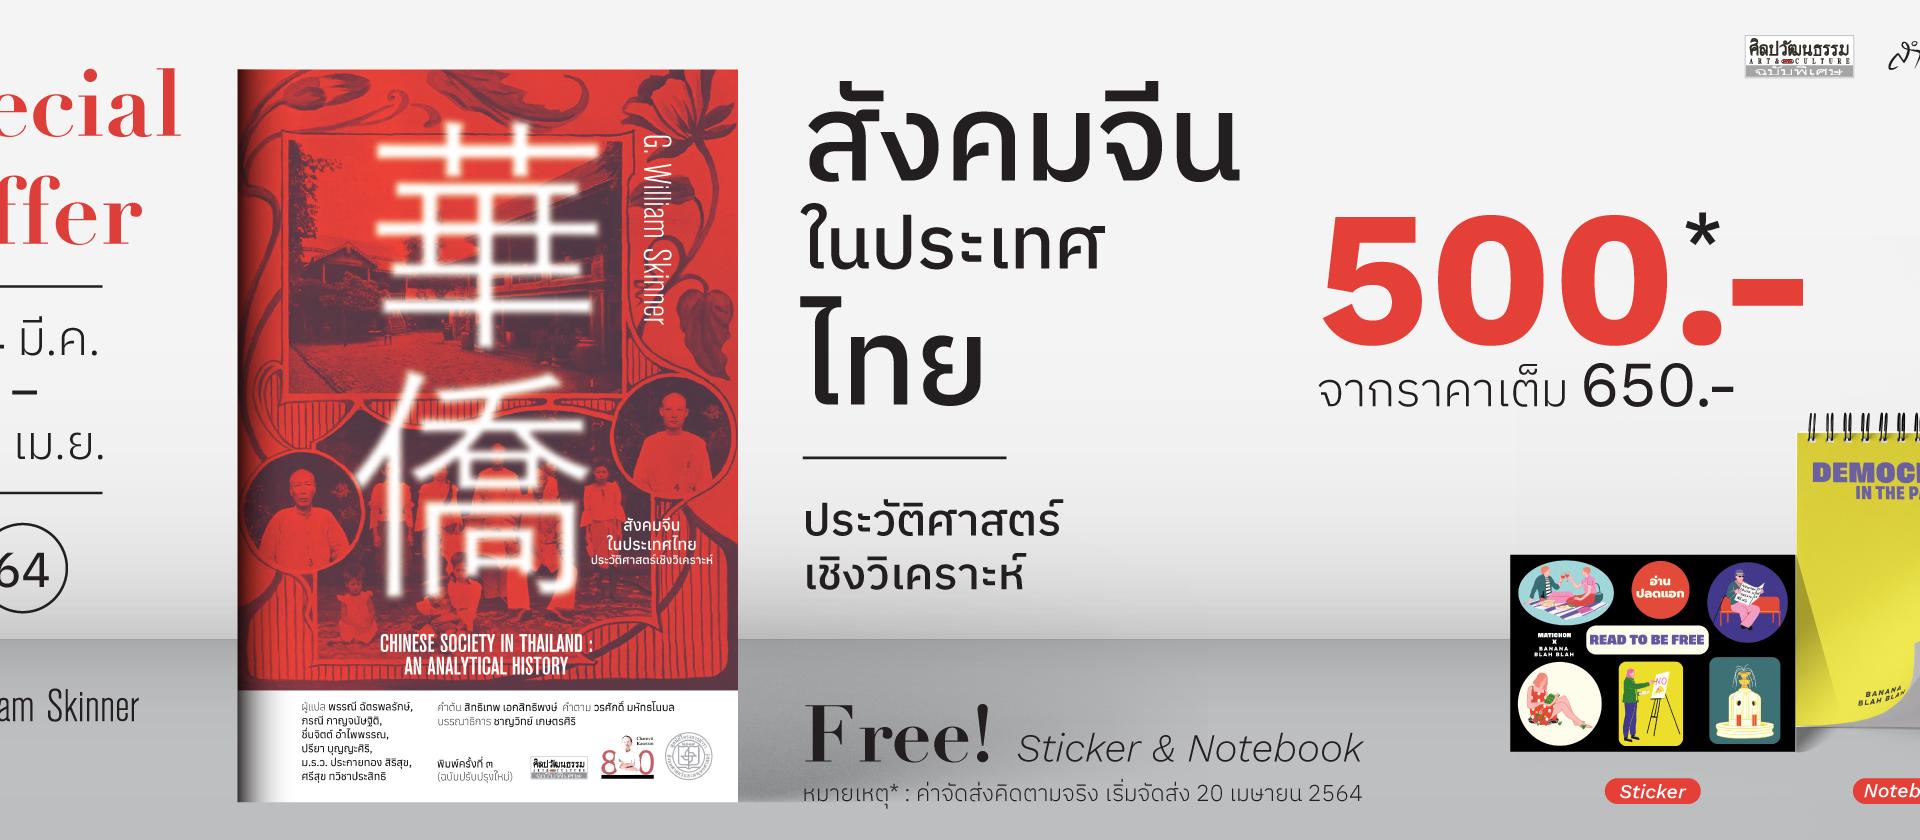 ecial
ffer
- มี.ค.
–
เม.ย.
64
am Skinner
華
僑
G. William Skinner
สังคมจีน
ในประเทศไทย
ประวัติศาสตร์เชิงวิเคราะห์
CHINESE SOCIETY IN THAILAND :
AN ANALYTICAL HISTORY
ผู้แปล พรรณี ฉัตรพลรักษ์,
ภรณี กาญจนัษฐิติ,
ชื่นจิตต์ อำไพพรรณ,
ปรียา บุญญะศิริ,
ม.ร.ว. ประกายทอง สิริสุข,
ศรีสุข ทวิชาประสิทธิ
คำต้น สิทธิเทพ เอกสิทธิพงษ์ คำตาม วรศักดิ์ มหัทธโนบล
บรรณาธิการ ชาญวิทย์ เกษตรศิริ
พิมพ์ครั้งที่ ๓
(ฉบับปรับปรุงใหม่)
ศิลปวัฒนธรรม
ฉบับพิเศษ
Charnvit
Kasetsiri
80
สังคมจีน
ในประเทศ
ไทย
ประวัติศาสตร์
เชิงวิเคราะห์
Free! Sticker & Notebook
หมายเหตุ* : ค่าจัดส่งคิดตามจริง เริ่มจัดส่ง 20 เมษายน 2564
ศิลปวัฒนธรรม
ART & CULTURE
ฉบับพิเศษ
สำ
500.-*
จากราคาเต็ม 650.-
อ่าน
ปลดแอก
MATICHON
X
BANANA
BLAH BLAH
READ TO BE FREE
NO
Sticker
DEMOC
IN THE PA
BANANA
BLAH BLAH
Noteb